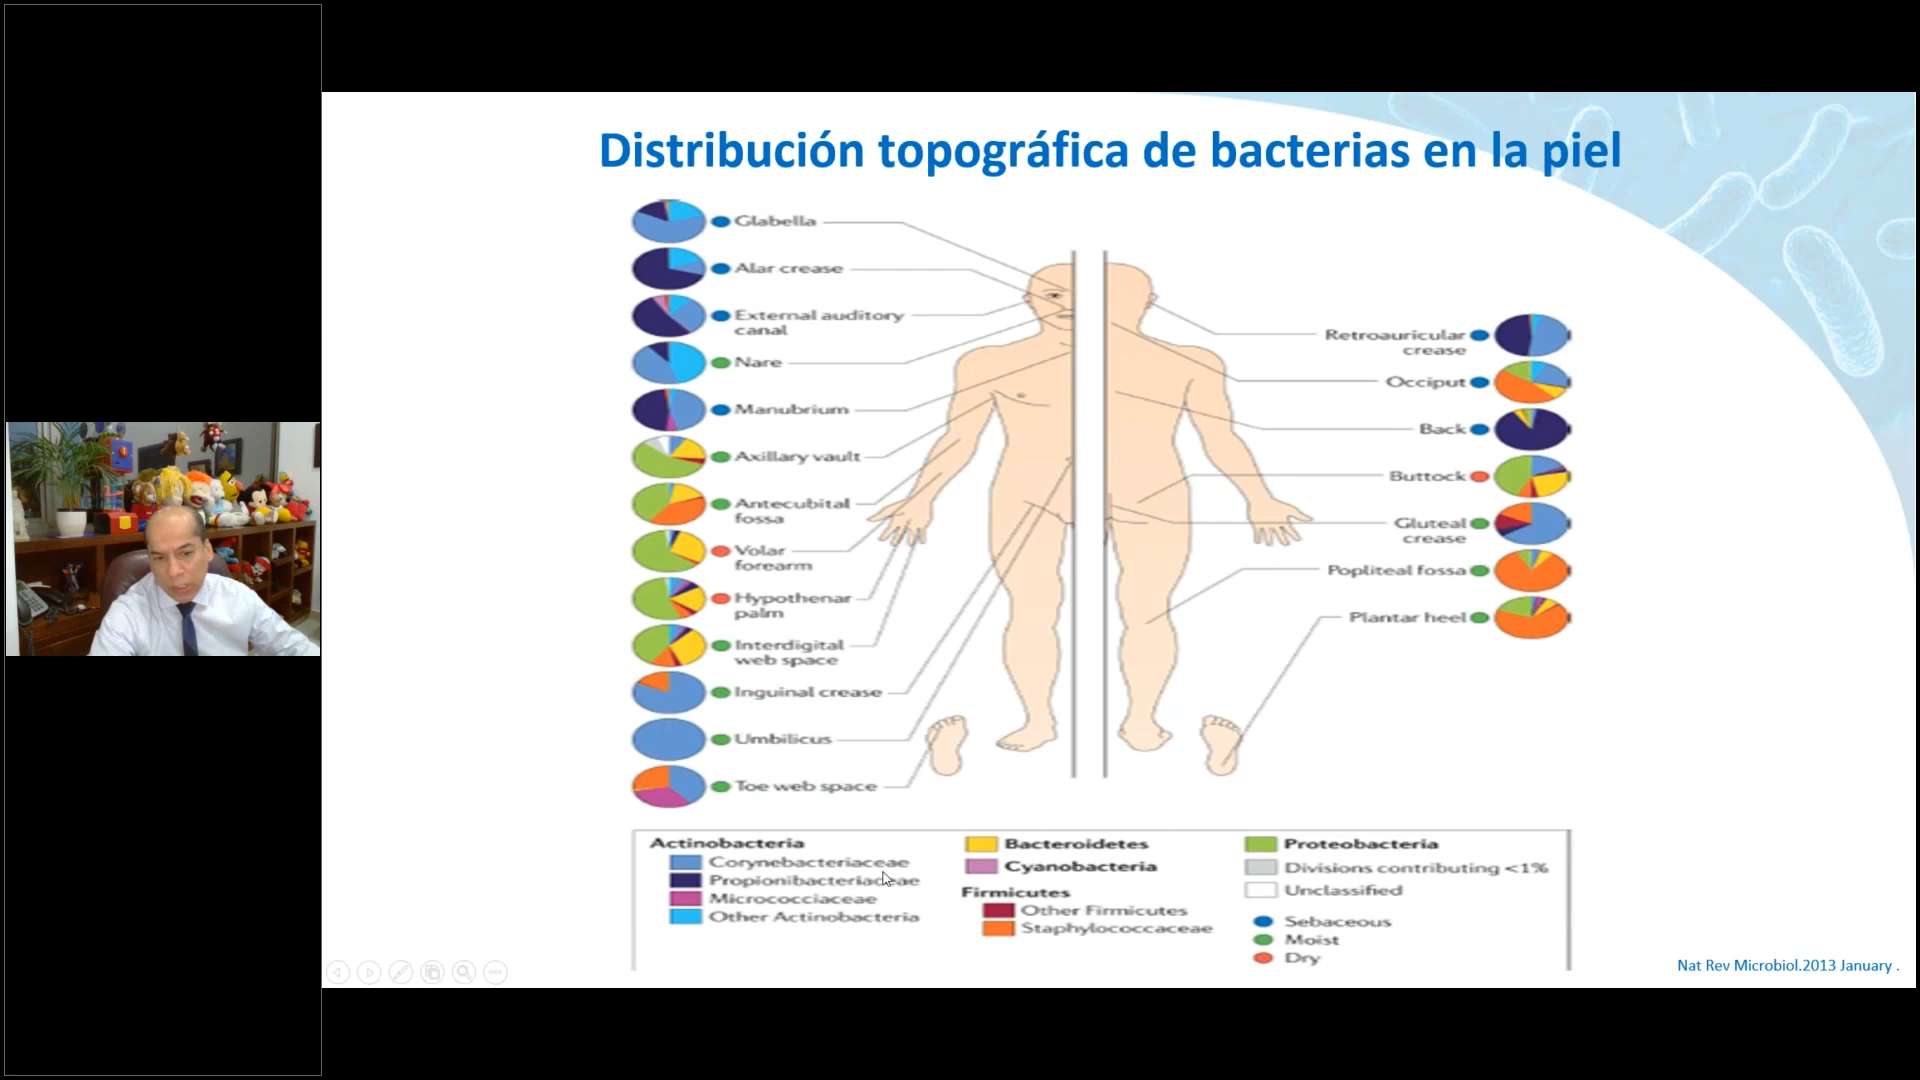 Distribución topográfica de bacterias en la piel
Glabella
Alar crease
External auditory
canal
Nare
Manubrium
Axillary vault
Antecubital
fossa
Volar
forearm
Hypothenar
palm
Interdigital
web space
Inguinal crease
Umbilicus
Toe web space
Retroauricular
crease
Occiput
Back
Buttock
Gluteal
crease
Popliteal fossa
Plantar heel
Actinobacteria
Corynebacteriaceae
Propionibacteriaceae
Micrococciaceae
Other Actinobacteria
Bacteroidetes
Cyanobacteria
Firmicutes
Other Firmicutes
Staphylococcaceae
Proteobacteria
Divisions contributing <1%
Unclassified
Sebaceous
Moist
Dry
Nat Rev Microbiol.2013 January .